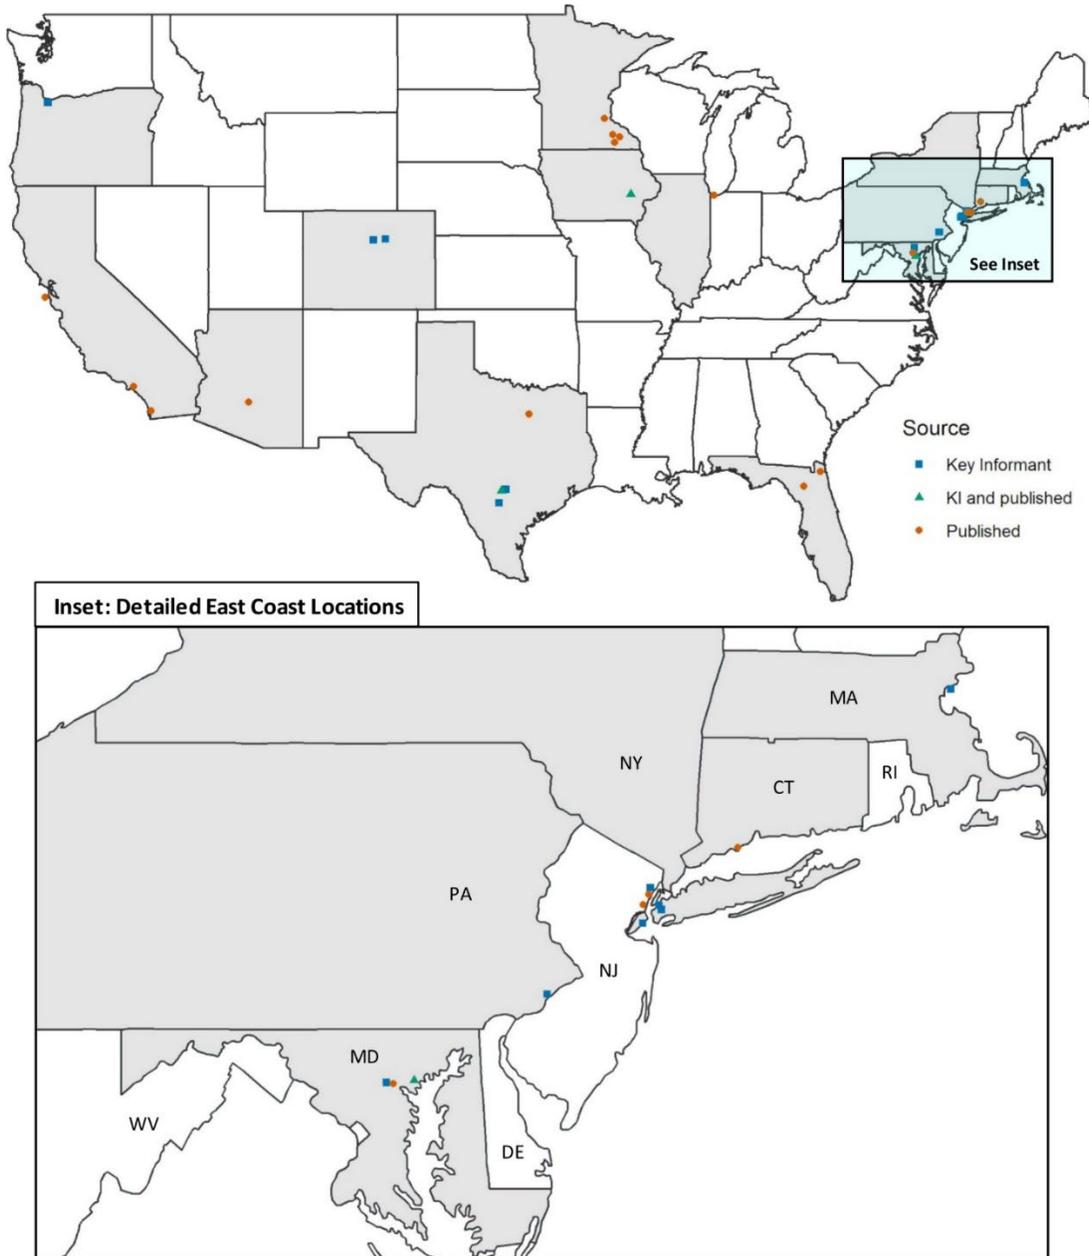 See Inset
Source
Key Informant
KI and published
Published
Inset: Detailed East Coast Locations
MA
NY
CT
RI
PA
NJ
MD
WV
DE